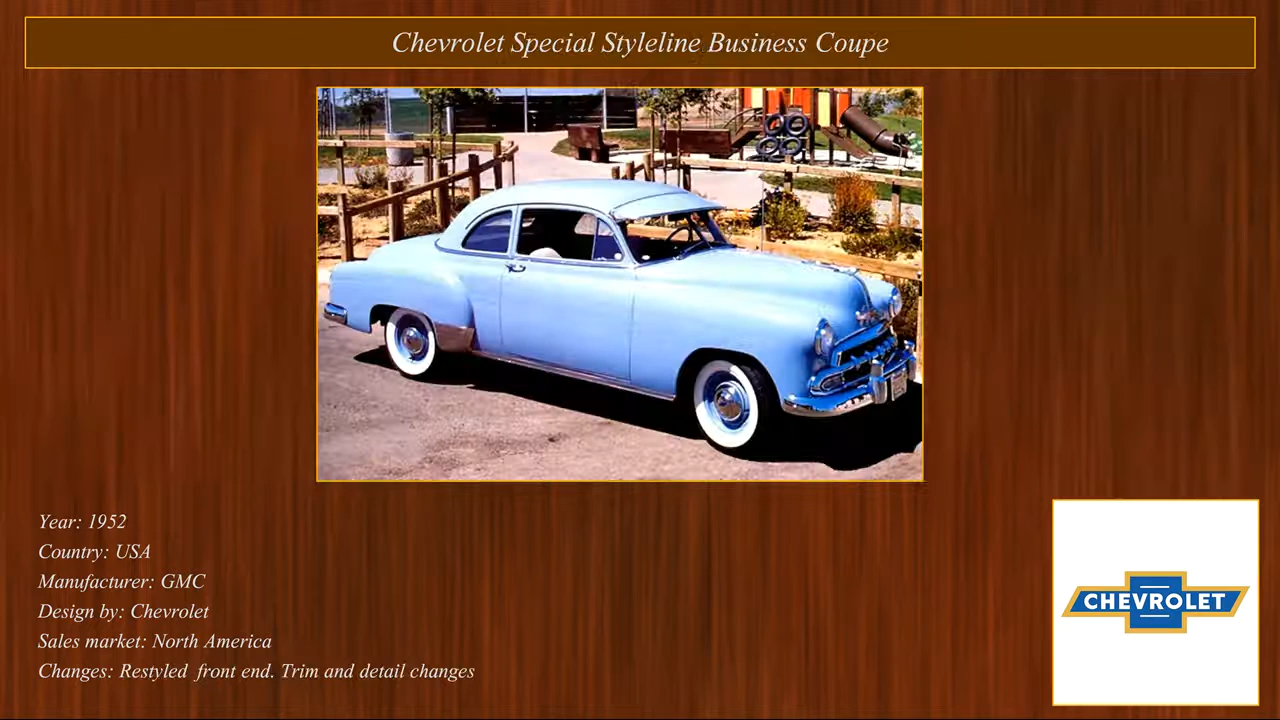 Chevrolet Special Styleline Business Coupe
Year: 1952
Country: USA
Manufacturer: GMC
Design by: Chevrolet
Sales market: North America
Changes: Restyled front end. Trim and detail changes
CHEVROLET